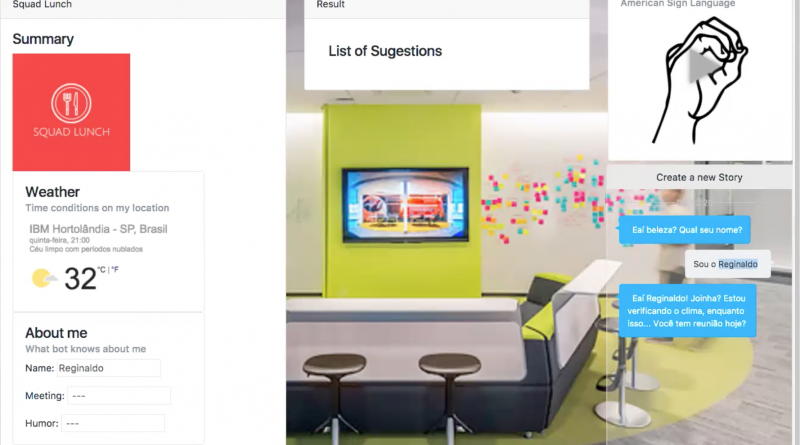 Squad Lunch
Summary
SQUAD LUNCH
Weather
Time conditions on my location
IBM Hortolândia - SP, Brasil
quinta-feira, 21:00
Céu limpo com períodos nublados
32 °C | °F
About me
What bot knows about me
Name: Reginaldo
Meeting: ---
Humor: ---
Result
List of Sugestions
American Sign Language
Create a new Story
Eaí beleza? Qual seu nome?
Sou o Reginaldo
Eaí Reginaldo! Joinha? Estou
verificando o clima, enquanto
isso... Você tem reunião hoje?